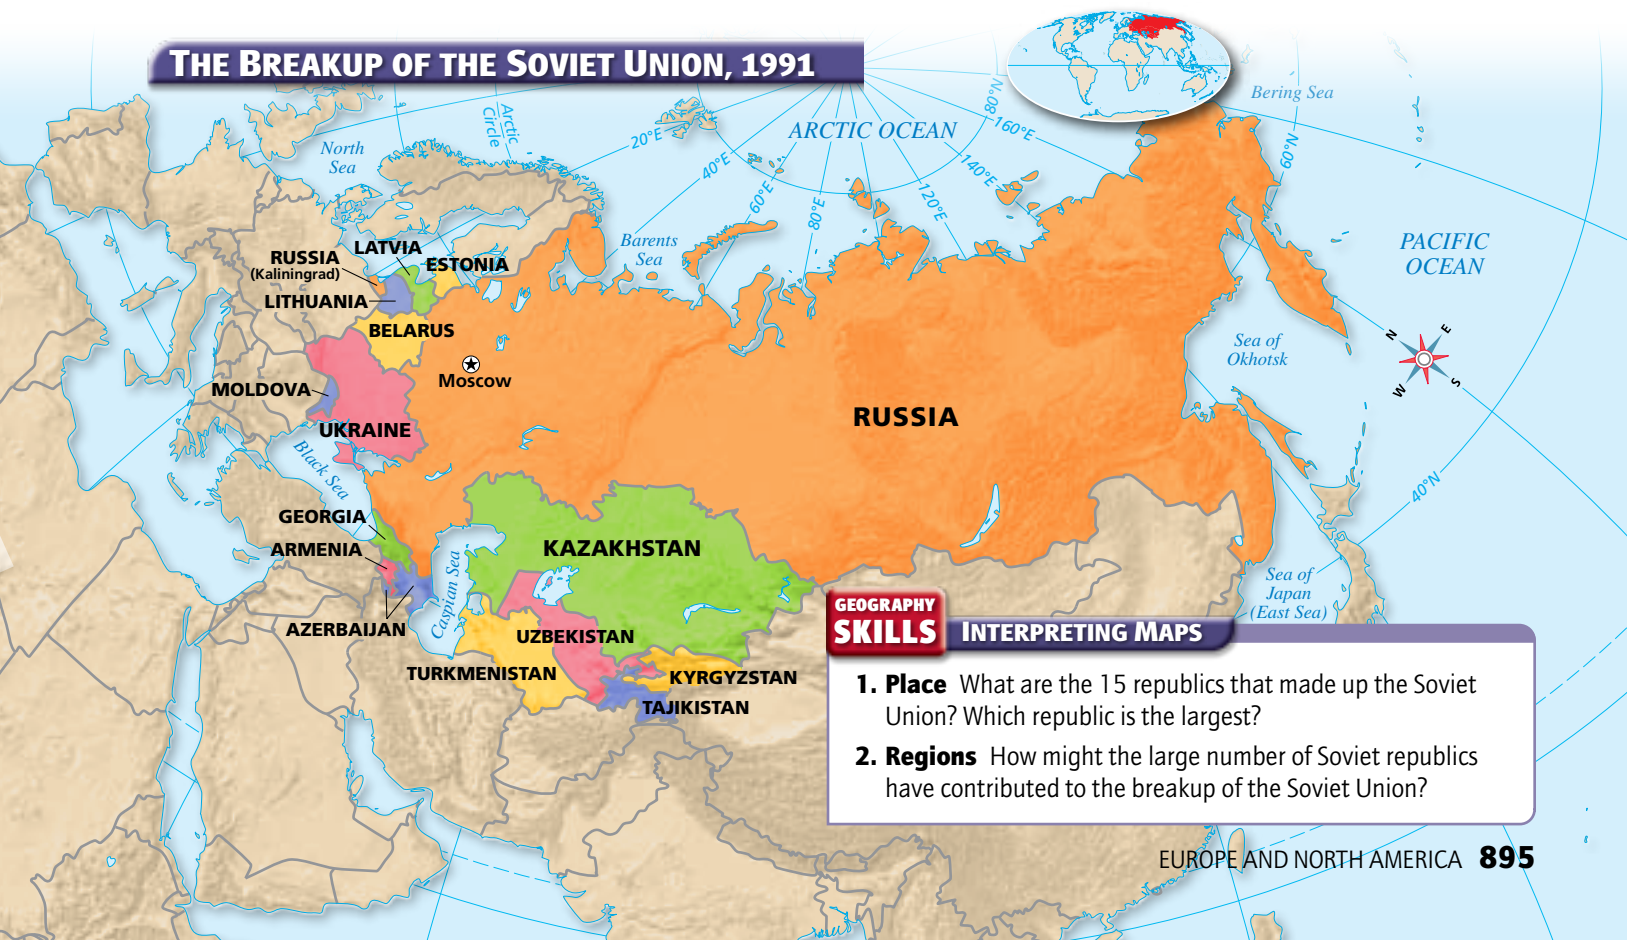 THE BREAKUP OF THE SOVIET UNION, 1991
Bering Sea
ARCTIC OCEAN
Arctic
Circle
North
Sea
20°E
40°E
60°E
80°E
120°E
140°E
160°E
80°N
60°N
Barents
Sea
PACIFIC
OCEAN
LATVIA
RUSSIA
(Kaliningrad)
ESTONIA
LITHUANIA
BELARUS
N
E
W
S
Sea of
Okhotsk
Moscow
MOLDOVA
RUSSIA
UKRAINE
Black Sea
40°N
GEORGIA
ARMENIA
KAZAKHSTAN
Caspian Sea
Sea of
Japan
(East Sea)
AZERBAIJAN
UZBEKISTAN
TURKMENISTAN
KYRGYZSTAN
TAJIKISTAN
GEOGRAPHY
SKILLS
INTERPRETING MAPS
1. Place What are the 15 republics that made up the Soviet
Union? Which republic is the largest?
2. Regions How might the large number of Soviet republics
have contributed to the breakup of the Soviet Union?
EUROPE AND NORTH AMERICA 895